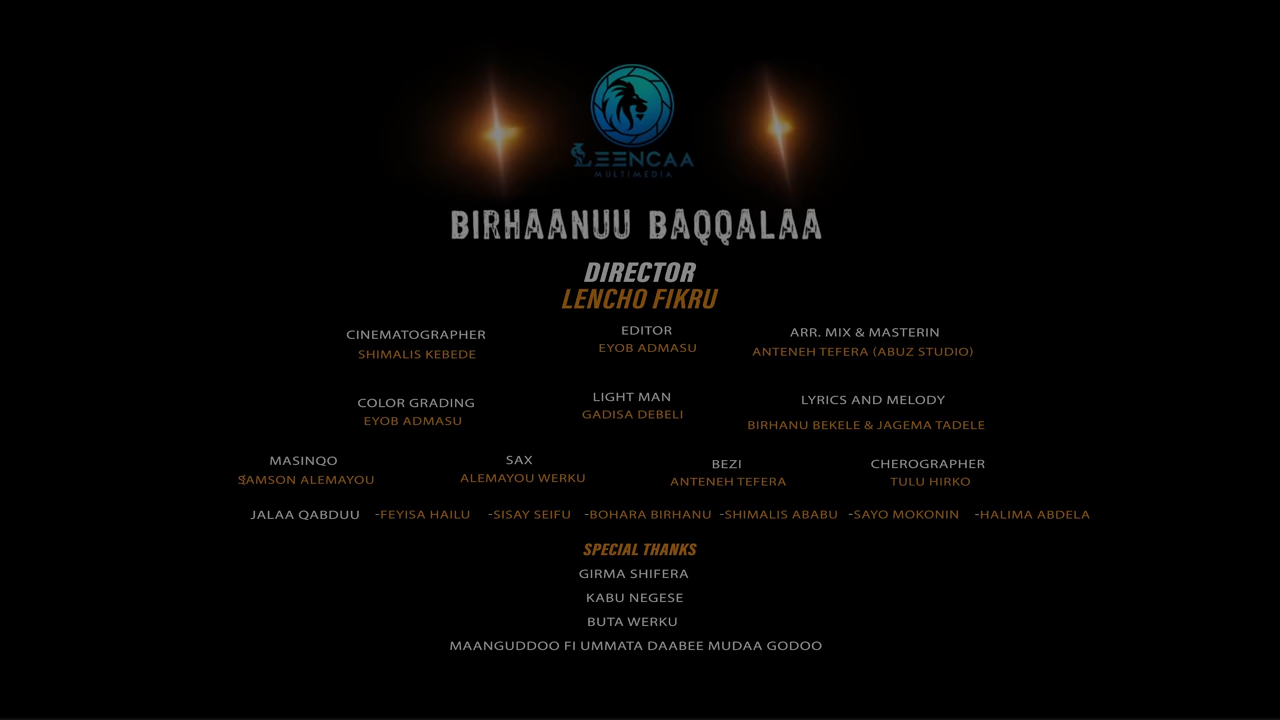 LEENCAA
MULTIMEDIA
BIRHAANUU BAQQALAA
DIRECTOR
LENCHO FIKRU
CINEMATOGRAPHER
SHIMALIS KEBEDE
EDITOR
EYOB ADMASU
ARR. MIX & MASTERIN
ANTENEH TEFERA (ABUZ STUDIO)
COLOR GRADING
EYOB ADMASU
LIGHT MAN
GADISA DEBELI
LYRICS AND MELODY
BIRHANU BEKELE & JAGEMA TADELE
MASINQO
SAMSON ALEMAYOU
SAX
ALEMAYOU WERKU
BEZI
ANTENEH TEFERA
CHEROGRAPHER
TULU HIRKO
JALAA QABDUU -FEYISA HAILU -SISAY SEIFU -BOHARA BIRHANU -SHIMALIS ABABU -SAYO MOKONIN -HALIMA ABDELA
SPECIAL THANKS
GIRMA SHIFERA
KABU NEGESE
BUTA WERKU
MAANGUDDOO FI UMMATA DAABEE MUDAA GODOO